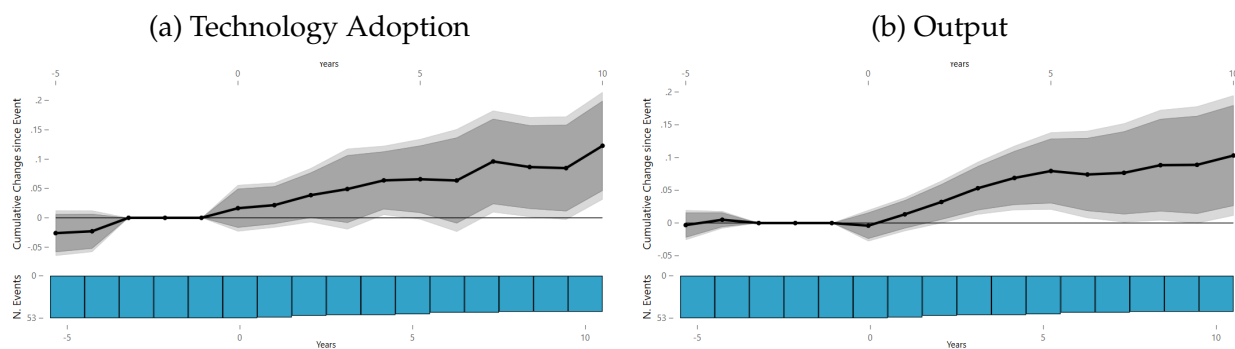 (a) Technology Adoption
Years
-5 0 5 10
Cumulative Change since Event
.2
.15
.1
.05
0
-.05
N. Events
0
53
-5 0 5 10
Years
(b) Output
Years
-5 0 5 10
Cumulative Change since Event
.2
.15
.1
.05
0
-.05
N. Events
0
53
-5 0 5 10
Years